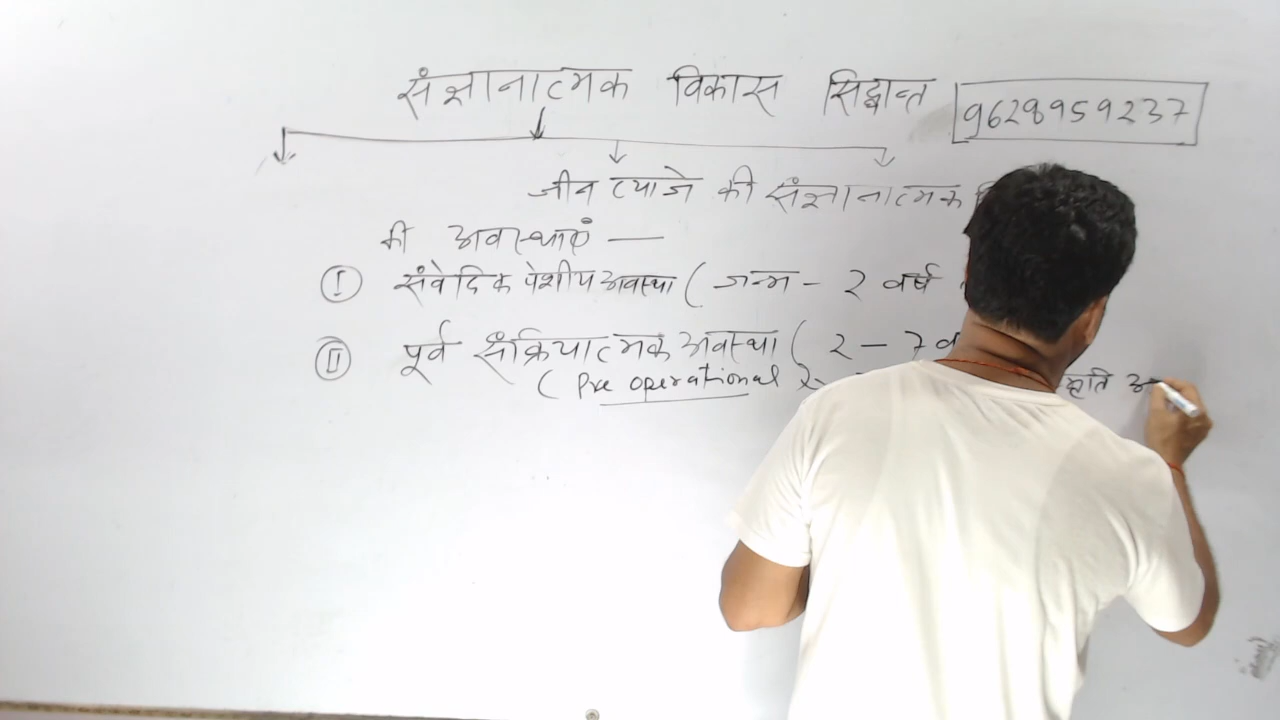 संज्ञानात्मक विकास सिद्धान्त 9628959237
जीन प्याजे की संज्ञानात्मक
की अवस्थाएं —
I संवेदिक पेशीय अवस्था ( जन्म - 2 वर्ष
II पूर्व संक्रियात्मक अवस्था ( 2 - 7 व
( Pre operational